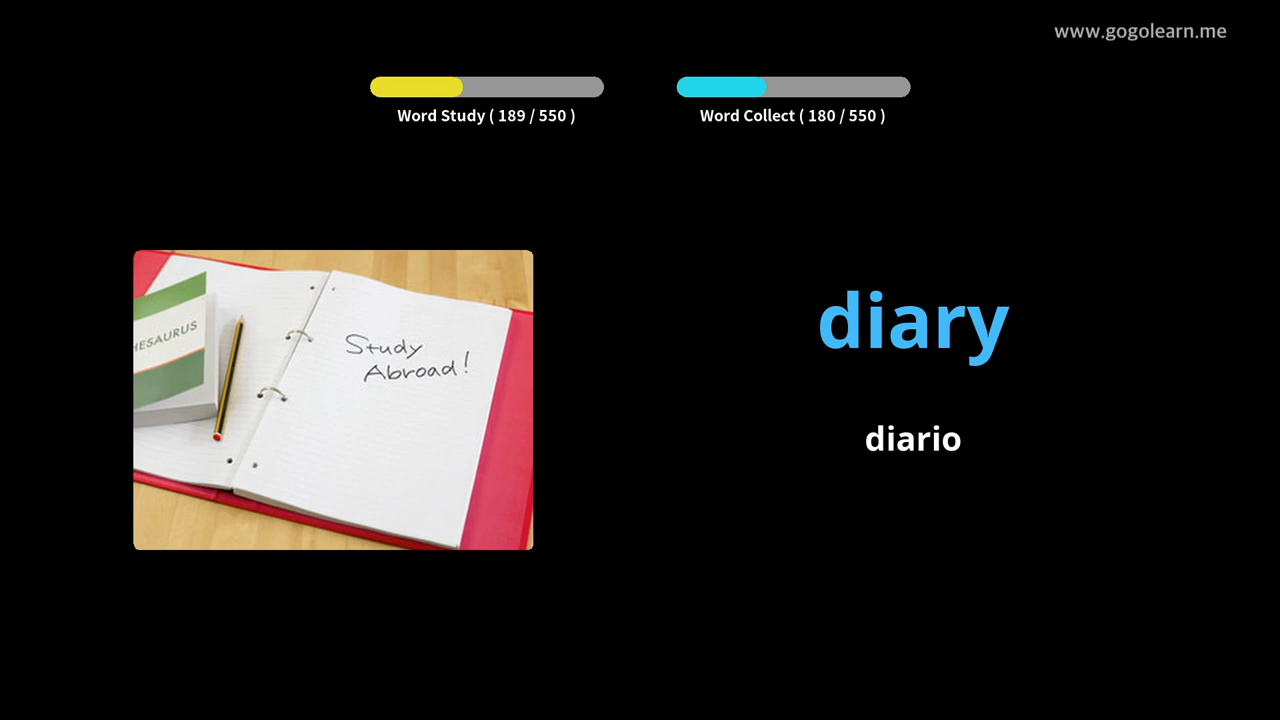 www.gogolearn.me
Word Study ( 189 / 550 )
Word Collect ( 180 / 550 )
HESAURUS
Study
Abroad!
diary
diario